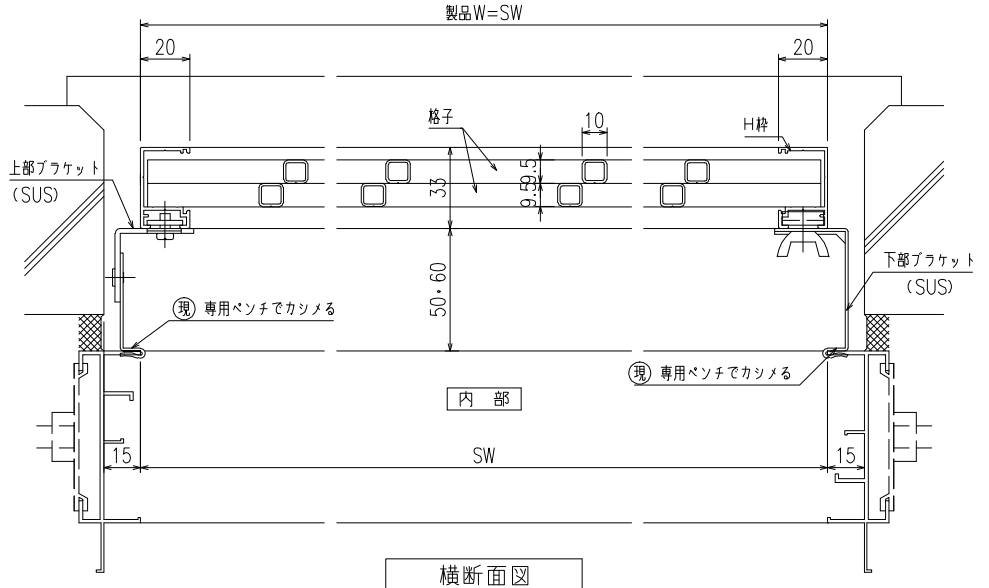 製品W=SW
20
20
格子
10
H枠
上部ブラケット
(SUS)
33
9.5
9.5
下部ブラケット
(SUS)
50・60
現 専用ペンチでカシメる
現 専用ペンチでカシメる
内 部
15
SW
15
横断面図